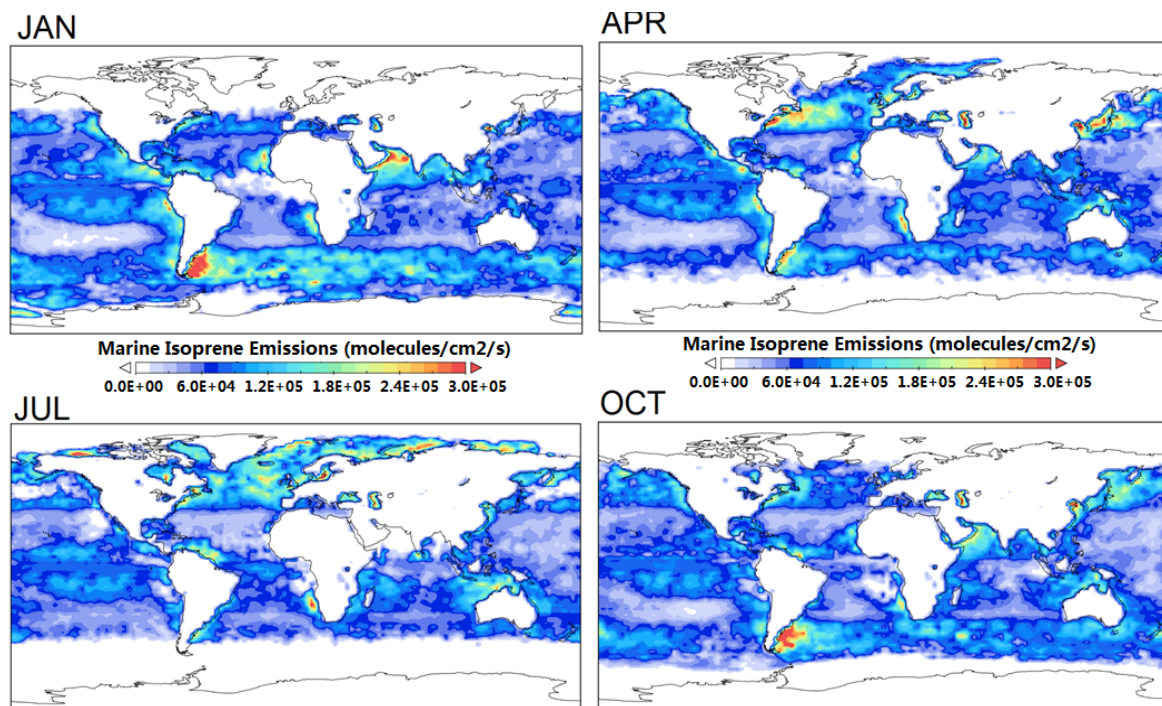 JAN
APR
Marine Isoprene Emissions (molecules/cm2/s)
0.0E+00 6.0E+04 1.2E+05 1.8E+05 2.4E+05 3.0E+05
Marine Isoprene Emissions (molecules/cm2/s)
0.0E+00 6.0E+04 1.2E+05 1.8E+05 2.4E+05 3.0E+05
JUL
OCT